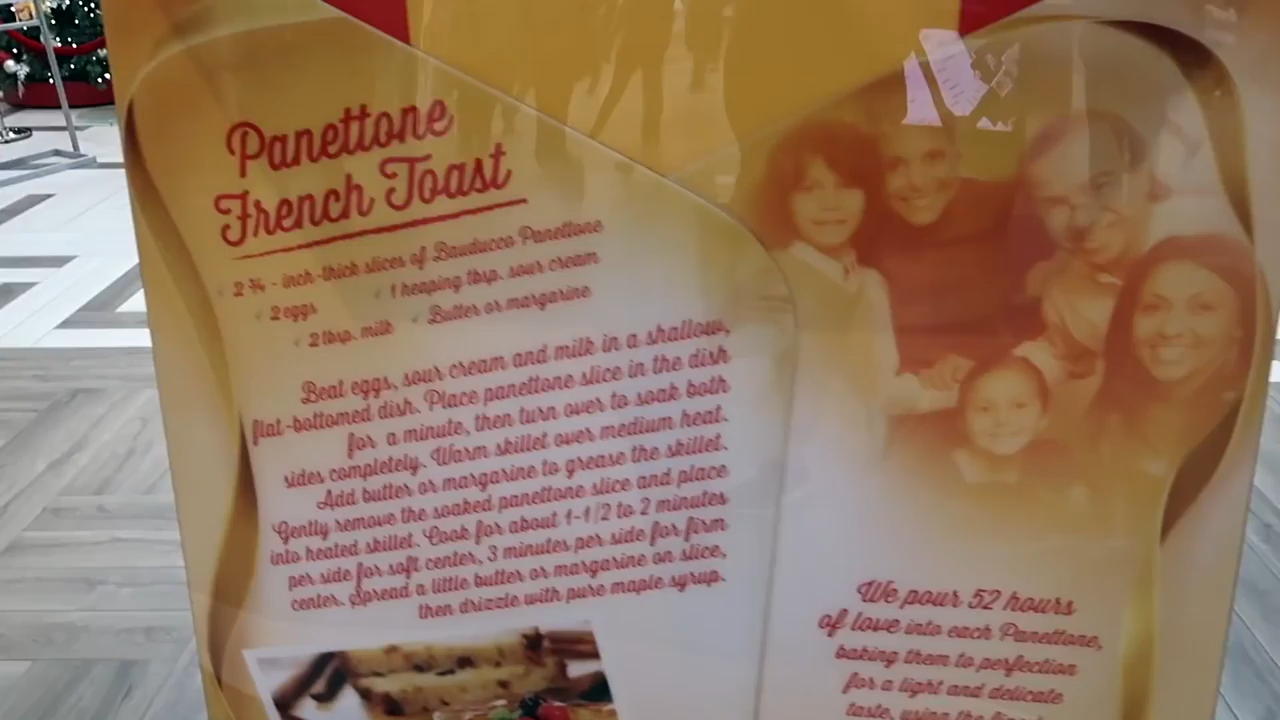 Panettone
French Toast
2 ¾ - inch-thick slices of Bauducco Panettone
2 eggs
1 heaping tbsp. sour cream
2 tbsp. milk
Butter or margarine
Beat eggs, sour cream and milk in a shallow,
flat-bottomed dish. Place panettone slice in the dish
for a minute, then turn over to soak both
sides completely. Warm skillet over medium heat.
Add butter or margarine to grease the skillet.
Gently remove the soaked panettone slice and place
into heated skillet. Cook for about 1-1/2 to 2 minutes
per side for soft center, 3 minutes per side for firm
center. Spread a little butter or margarine on slice,
then drizzle with pure maple syrup.
We pour 52 hours
of love into each Panettone,
baking them to perfection
for a light and delicate
taste, using the